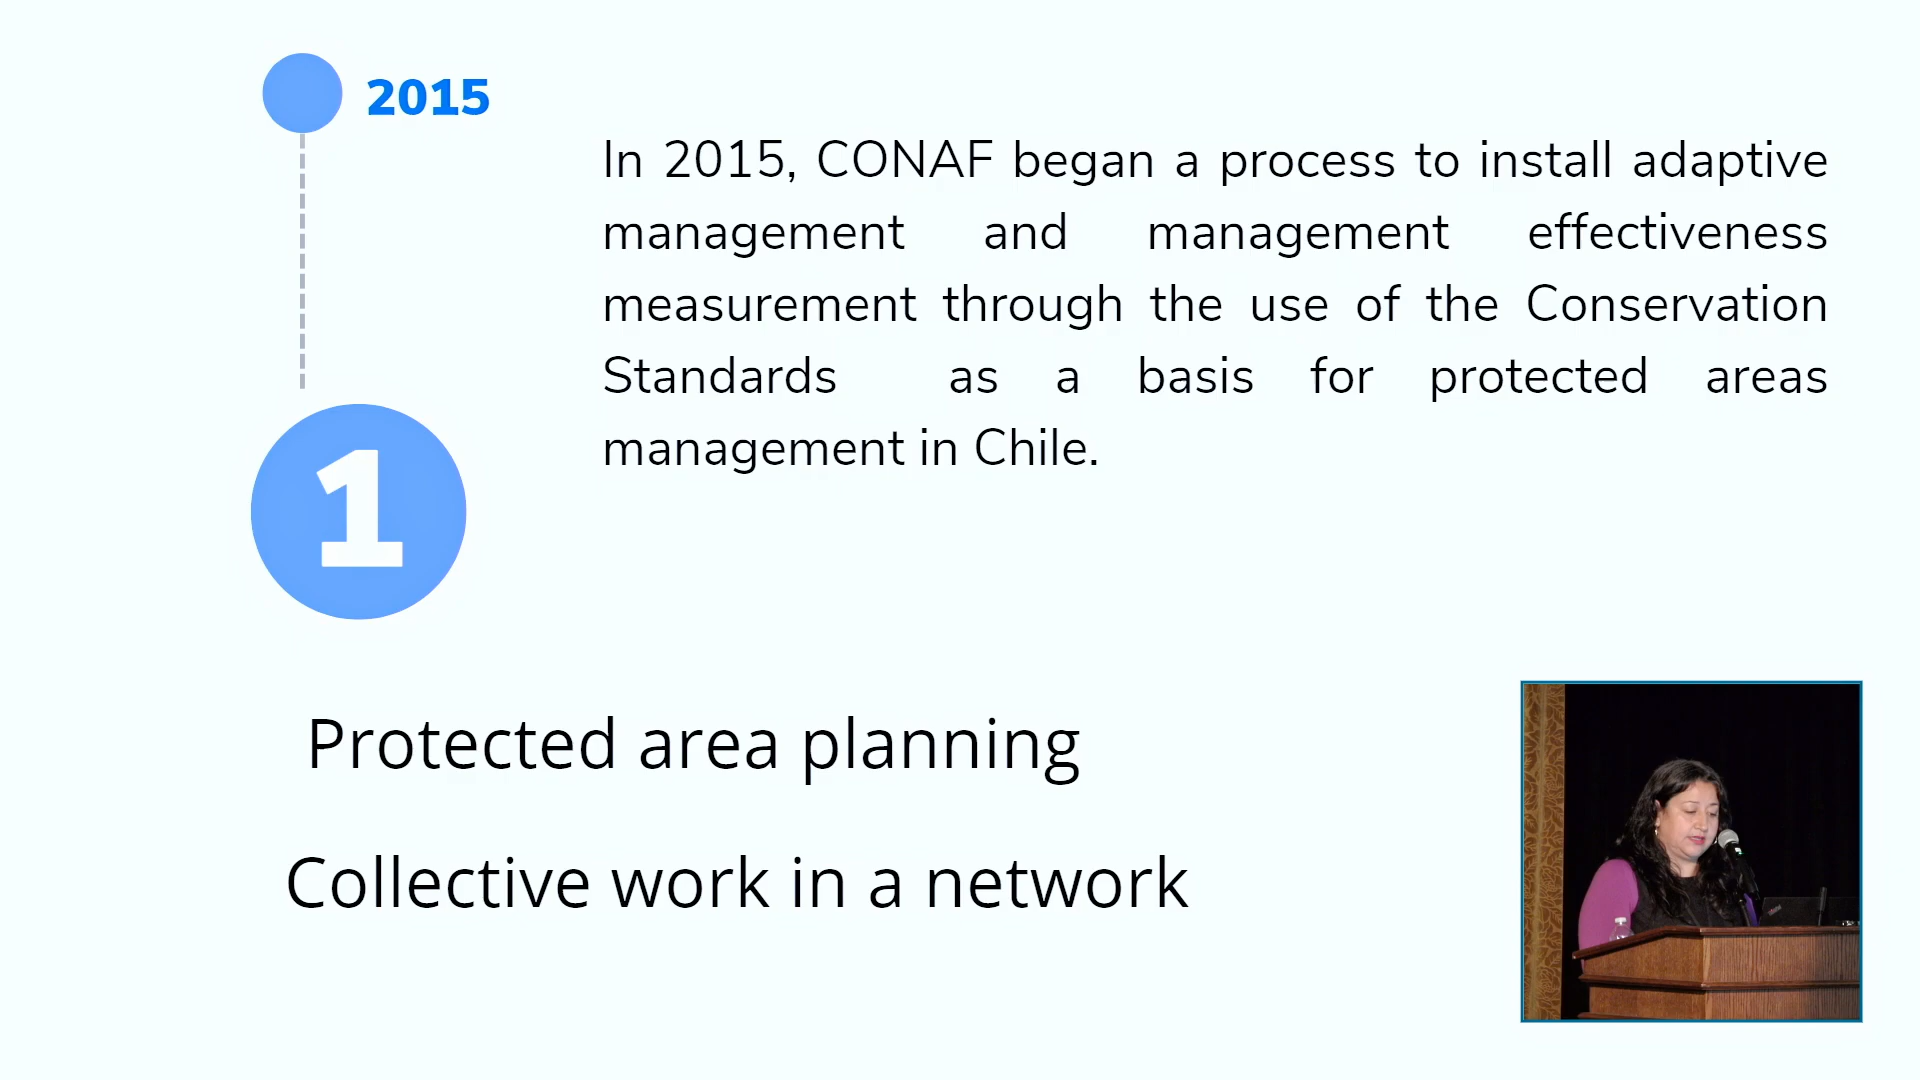 2015
In 2015, CONAF began a process to install adaptive
management and management effectiveness
measurement through the use of the Conservation
Standards as a basis for protected areas
management in Chile.
1
Protected area planning
Collective work in a network